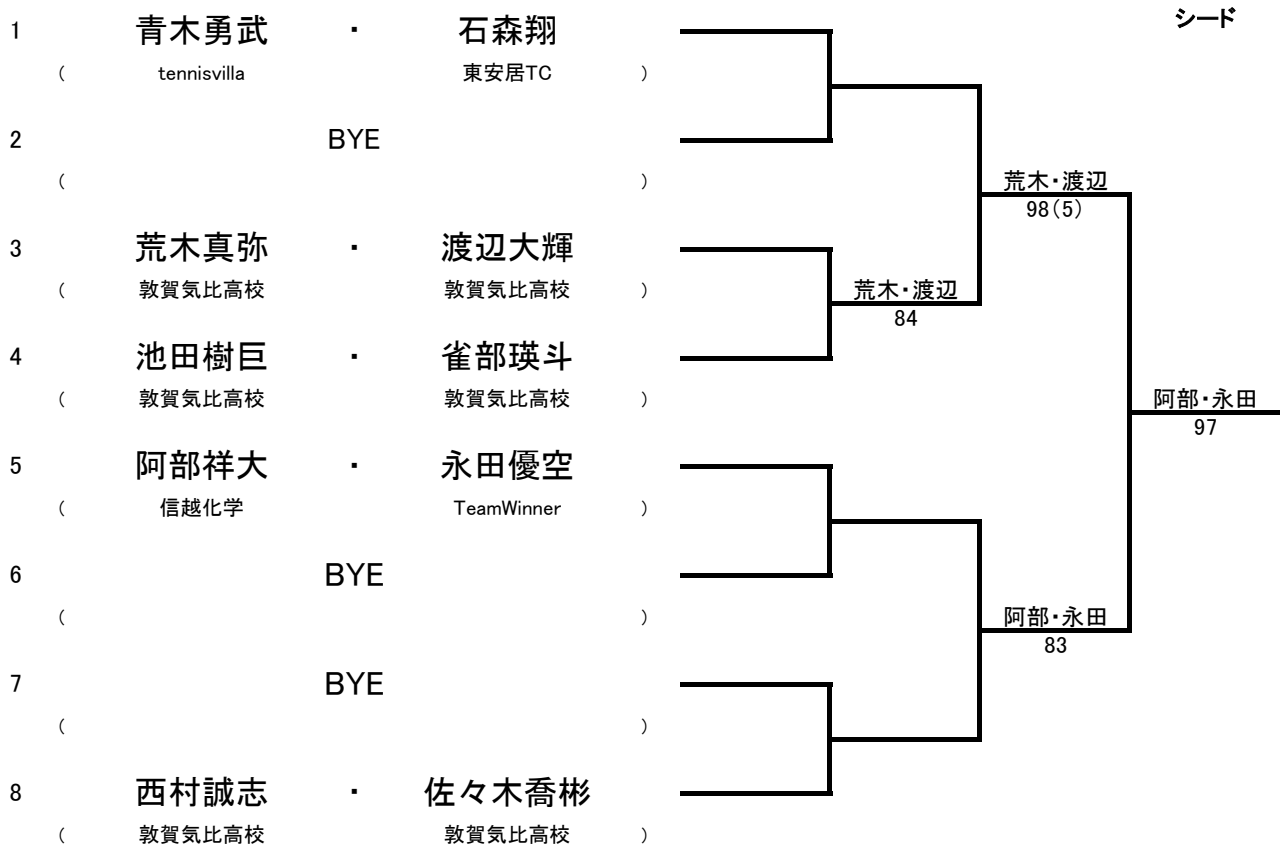 シード
1 青木勇武 ・ 石森翔
( tennisvilla 東安居TC )
2 BYE
( )
荒木・渡辺
98(5)
3 荒木真弥 ・ 渡辺大輝
( 敦賀気比高校 敦賀気比高校 )
荒木・渡辺
84
4 池田樹巨 ・ 雀部瑛斗
( 敦賀気比高校 敦賀気比高校 )
阿部・永田
97
5 阿部祥大 ・ 永田優空
( 信越化学 TeamWinner )
6 BYE
( )
阿部・永田
83
7 BYE
( )
8 西村誠志 ・ 佐々木喬彬
( 敦賀気比高校 敦賀気比高校 )